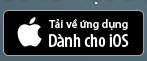 Tải về ứng dụng
Dành cho iOS